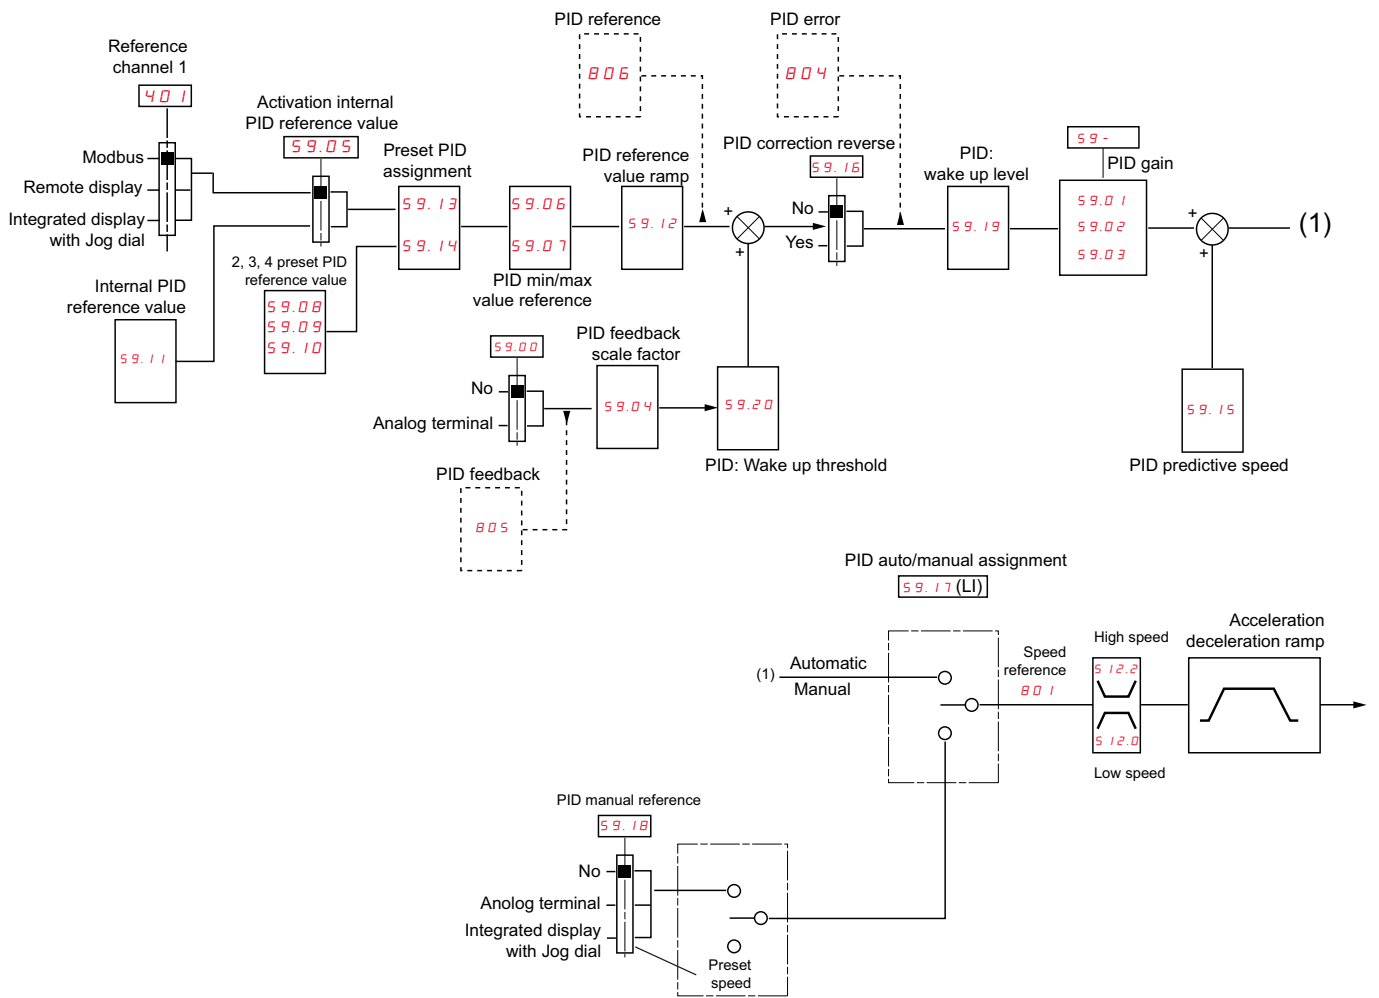 PID reference
806
PID error
804
Reference
channel 1
401
Modbus
Remote display
Integrated display
with Jog dial
Activation internal
PID reference value
59.05
Preset PID
assignment
59.13
59.14
59.06
59.07
PID min/max
value reference
PID reference
value ramp
59.12
+
+
PID correction reverse
59.16
No
Yes
PID:
wake up level
59.19
59-
PID gain
59.01
59.02
59.03
+
+
(1)
Internal PID
reference value
59.11
2, 3, 4 preset PID
reference value
59.08
59.09
59.10
59.00
No
Analog terminal
PID feedback
scale factor
59.04
59.20
PID: Wake up threshold
PID feedback
805
59.15
PID predictive speed
PID auto/manual assignment
59.17 (LI)
(1)
Automatic
Manual
Speed
reference
801
High speed
512.2
512.0
Low speed
Acceleration
deceleration ramp
PID manual reference
59.18
No
Anolog terminal
Integrated display
with Jog dial
Preset
speed